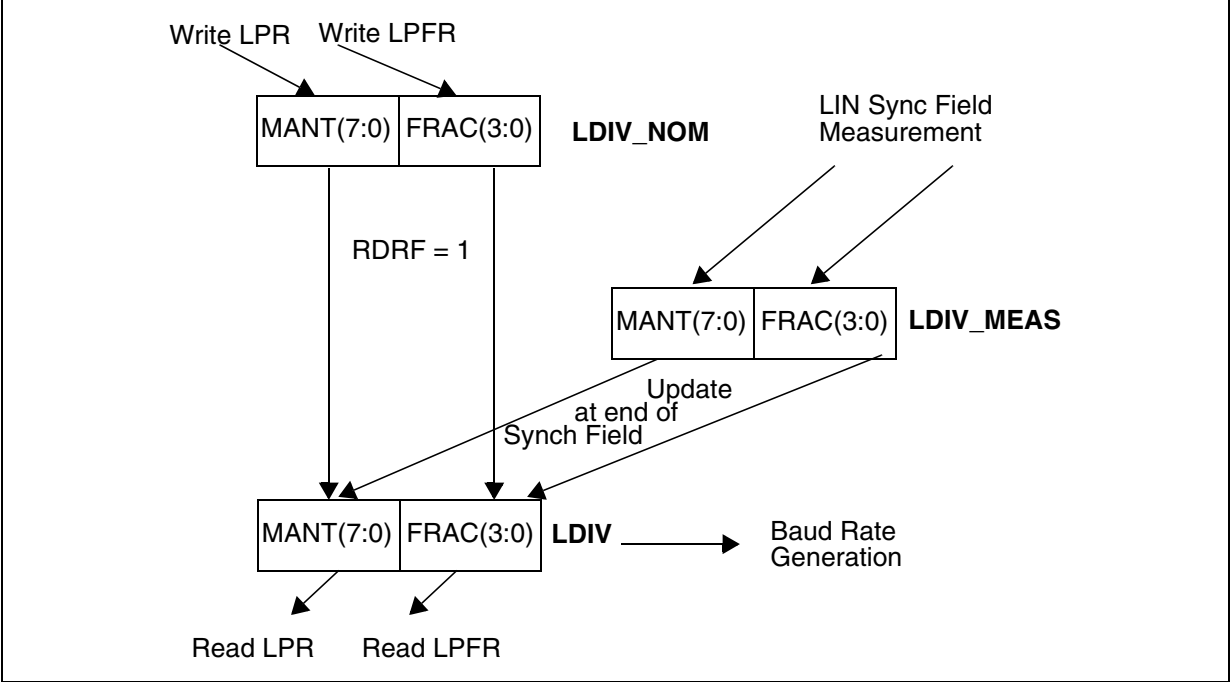 Write LPR Write LPFR
MANT(7:0) FRAC(3:0) LDIV_NOM
LIN Sync Field
Measurement
RDRF = 1
MANT(7:0) FRAC(3:0) LDIV_MEAS
Update
at end of
Synch Field
MANT(7:0) FRAC(3:0) LDIV
Baud Rate
Generation
Read LPR Read LPFR